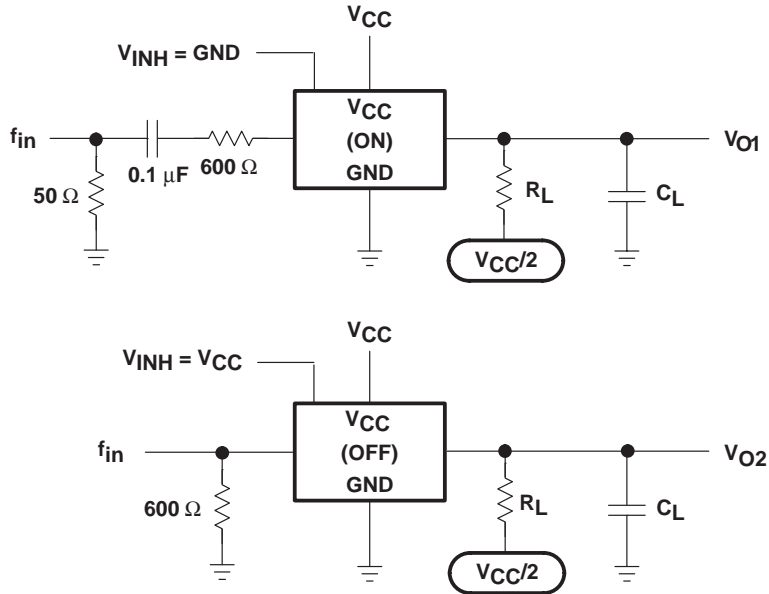 VCC
VINH = GND
VCC
(ON)
GND
fin
0.1 μF
600 Ω
50 Ω
RL
CL
VO1
VCC/2
VCC
VINH = VCC
VCC
(OFF)
GND
fin
600 Ω
RL
CL
VO2
VCC/2